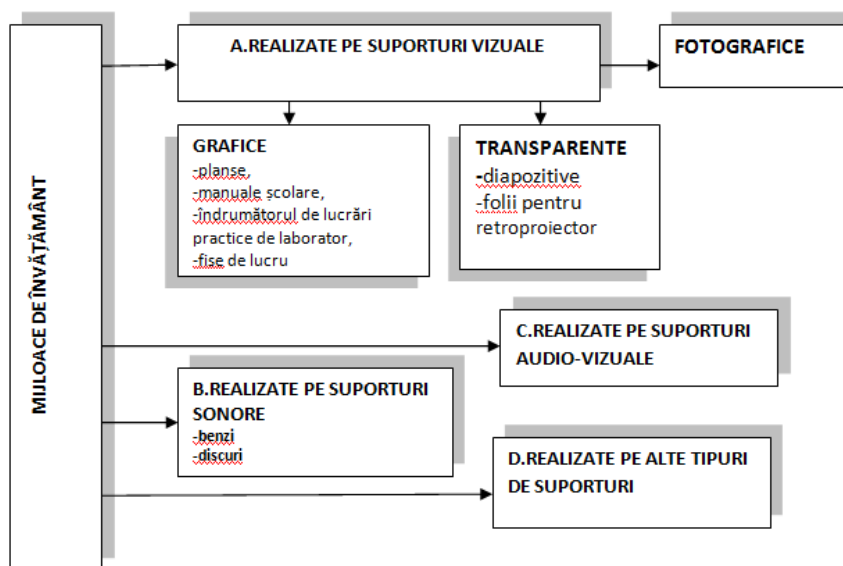 MIJLOACE DE ÎNVĂȚĂMÂNT
A.REALIZATE PE SUPORTURI VIZUALE
FOTOGRAFICE
GRAFICE
-planse,
-manuale școlare,
-îndrumătorul de lucrări
practice de laborator,
-fise de lucru
TRANSPARENTE
-diapozitive
-folii pentru
retroproiector
C.REALIZATE PE SUPORTURI
AUDIO-VIZUALE
B.REALIZATE PE SUPORTURI
SONORE
-benzi
-discuri
D.REALIZATE PE ALTE TIPURI
DE SUPORTURI